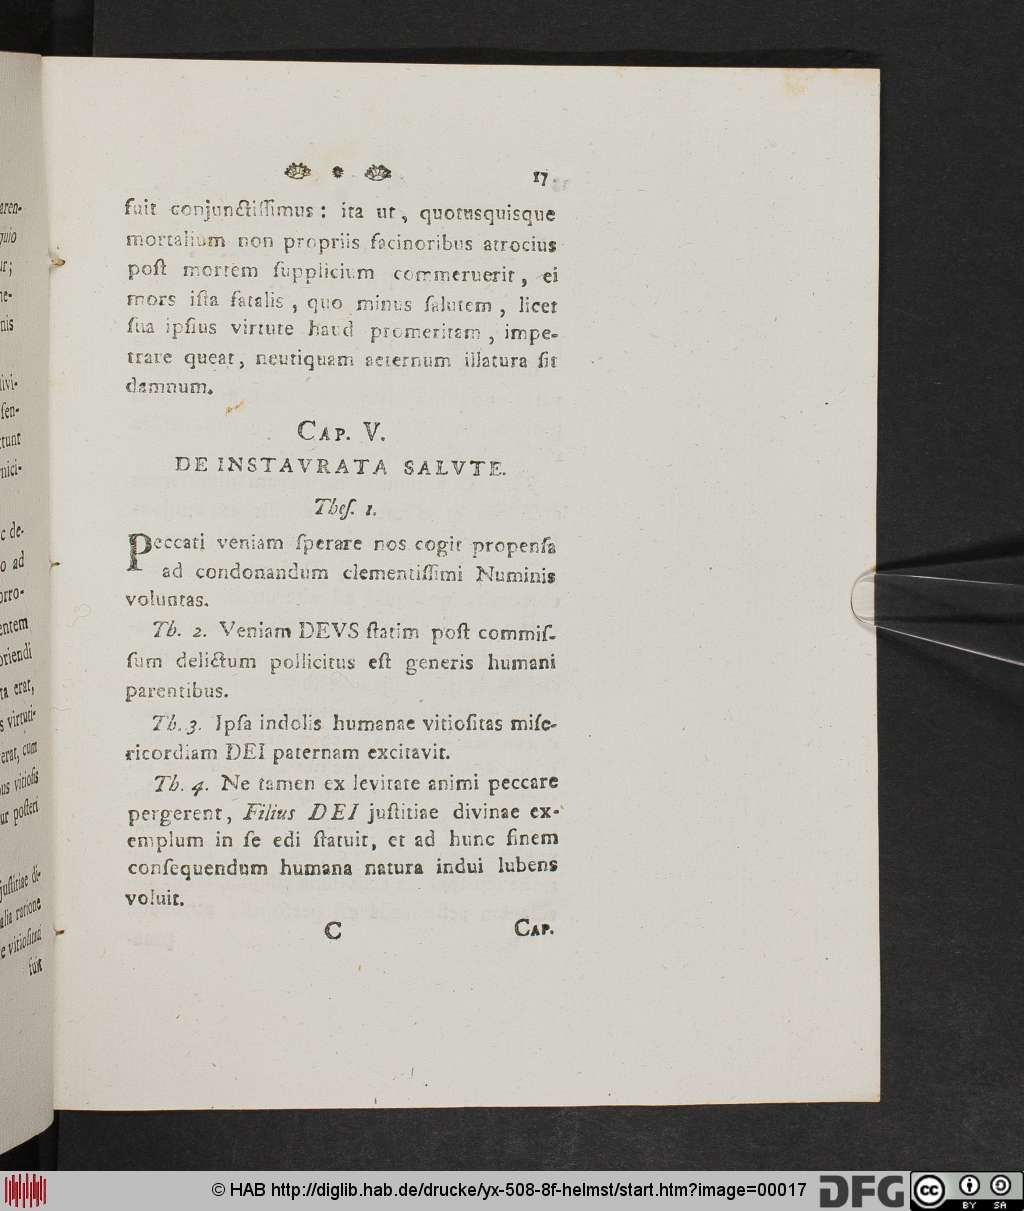 17
fuit conjunctiſſimus: ita ut, quotusquisque
mortalium non propriis facinoribus atrocius
poſt mortem ſupplicium commeruerit, ei
mors iſta fatalis, quo minus ſalutem, licet
ſua ipſius virtute haud promeritam, impe-
trare queat, neutiquam aeternum illatura ſit
damnum.
CAP. V.
DE INSTAVRATA SALVTE.
Theſ. 1.
Peccati veniam ſperare nos cogit propenſa
ad condonandum clementiſſimi Numinis
voluntas.
Th. 2. Veniam DEVS ſtatim poſt commiſ-
ſum delictum pollicitus eſt generis humani
parentibus.
Th. 3. Ipſa indolis humanae vitioſitas miſe-
ricordiam DEI paternam excitavit.
Th. 4. Ne tamen ex levitate animi peccare
pergerent, Filius DEI juſtitiae divinae ex-
emplum in ſe edi ſtatuit, et ad hunc finem
conſequendum humana natura indui lubens
voluit.
C CAP.
© HAB http://diglib.hab.de/drucke/yx-508-8f-helmst/start.htm?image=00017
DFG
cc
BY SA